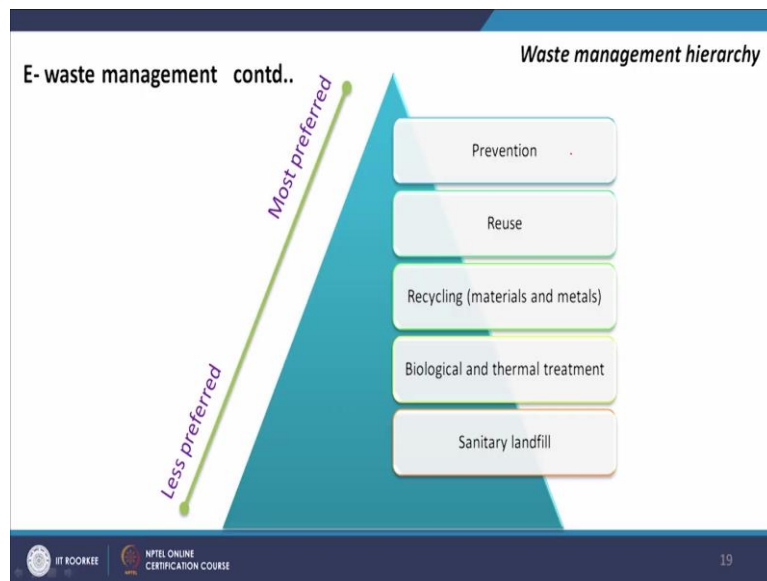 Waste management hierarchy
E- waste management contd..
Most preferred
Less preferred
Prevention
Reuse
Recycling (materials and metals)
Biological and thermal treatment
Sanitary landfill
IIT ROORKEE
NPTEL ONLINE
CERTIFICATION COURSE
19